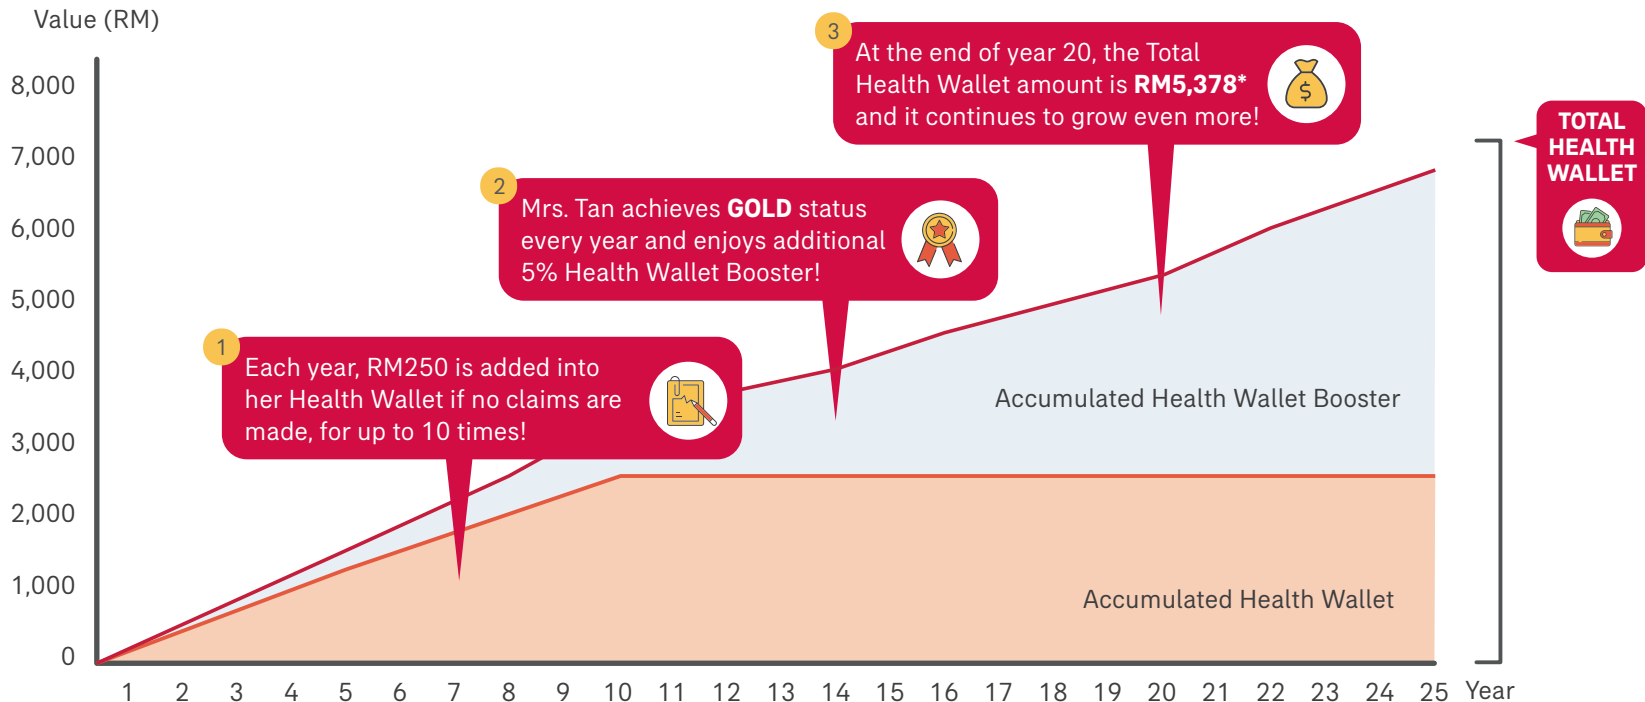 Value (RM)
8,000
7,000
6,000
5,000
4,000
3,000
2,000
1,000
0
3
At the end of year 20, the Total
Health Wallet amount is RM5,378*
and it continues to grow even more!
$
TOTAL
HEALTH
WALLET
2
Mrs. Tan achieves GOLD status
every year and enjoys additional
5% Health Wallet Booster!
1
Each year, RM250 is added into
her Health Wallet if no claims are
made, for up to 10 times!
Accumulated Health Wallet Booster
Accumulated Health Wallet
1 2 3 4 5 6 7 8 9 10 11 12 13 14 15 16 17 18 19 20 21 22 23 24 25 Year